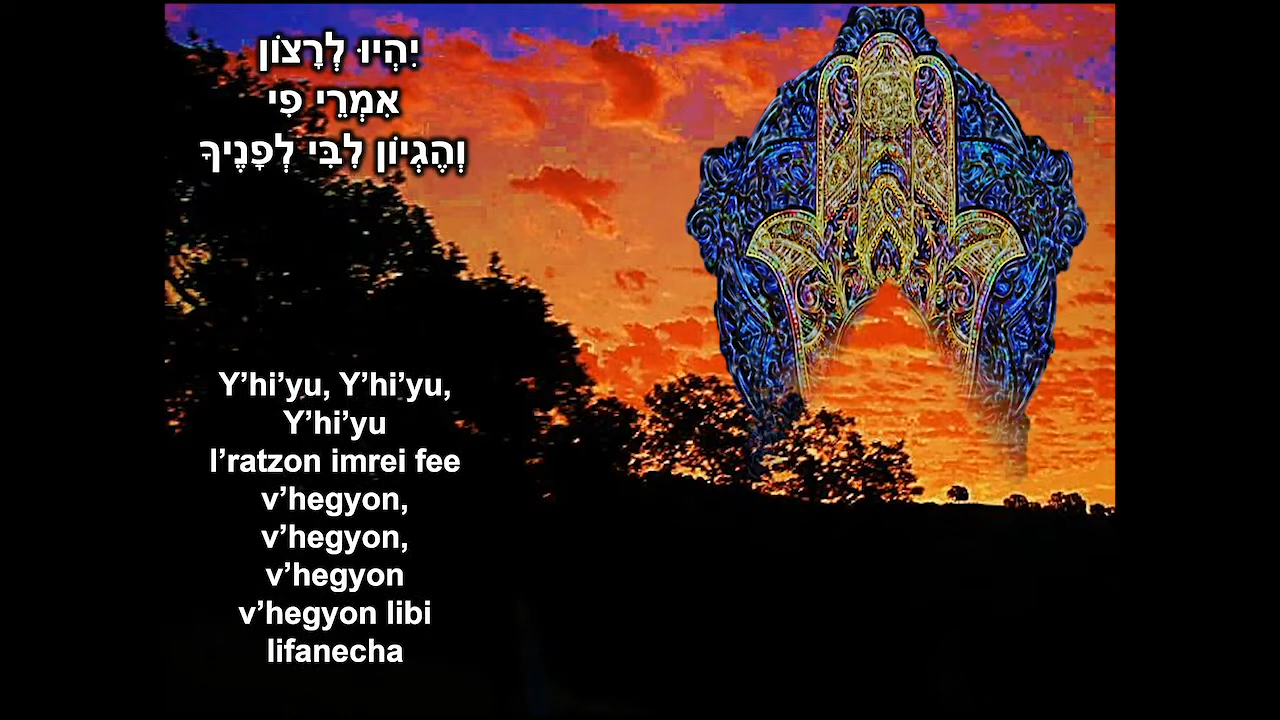 יִהְיוּ לְרָצוֹן
אִמְרֵי פִי
וְהֶגְיוֹן לִבִּי לְפָנֶיךָ
Y’hi’yu, Y’hi’yu,
Y’hi’yu
l’ratzon imrei fee
v’hegyon,
v’hegyon,
v’hegyon
v’hegyon libi
lifanecha